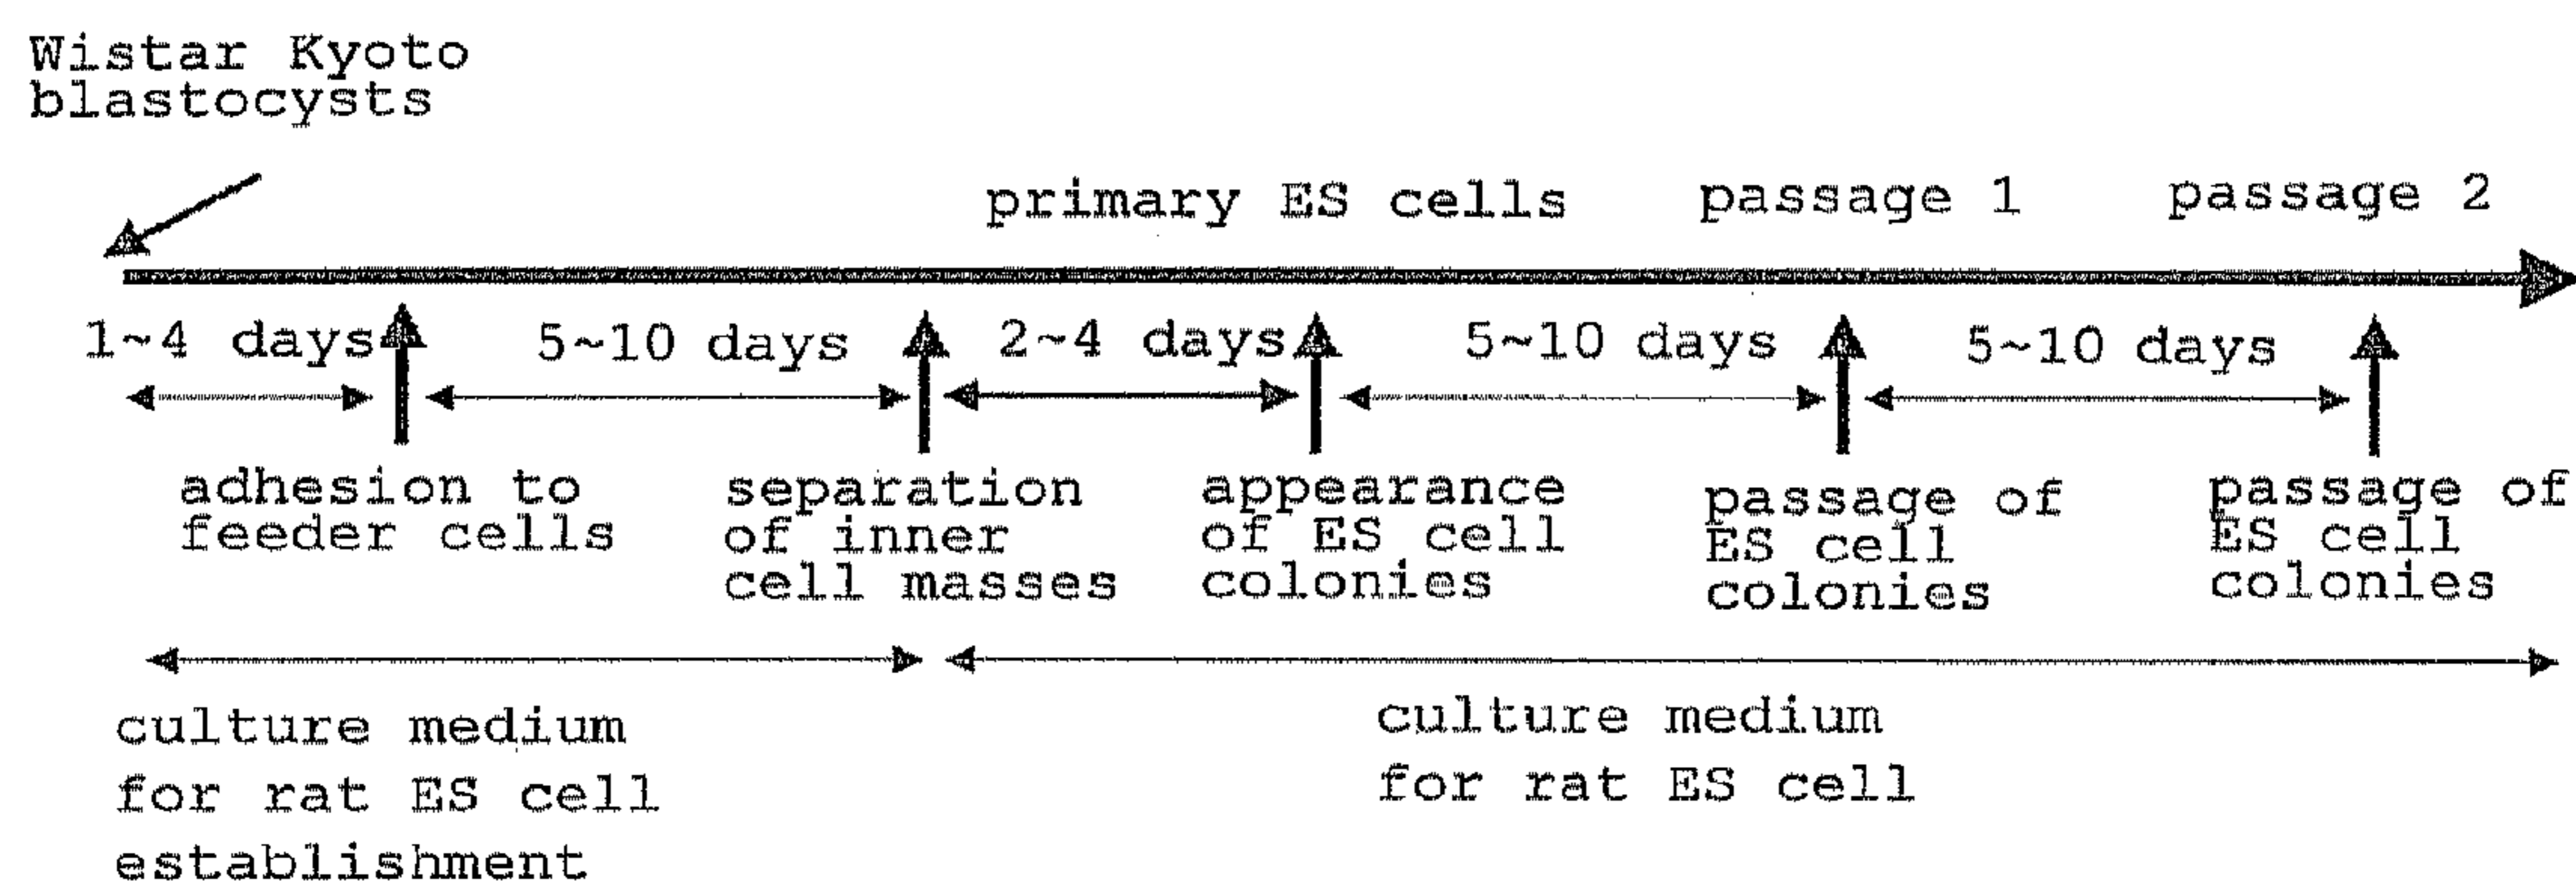 Wistar Kyoto
blastocysts
primary ES cells
passage 1
passage 2
1~4 days
5~10 days
2~4 days
5~10 days
5~10 days
adhesion to
feeder cells
separation
of inner
cell masses
appearance
of ES cell
colonies
passage of
ES cell
colonies
passage of
ES cell
colonies
culture medium
for rat ES cell
establishment
culture medium
for rat ES cell